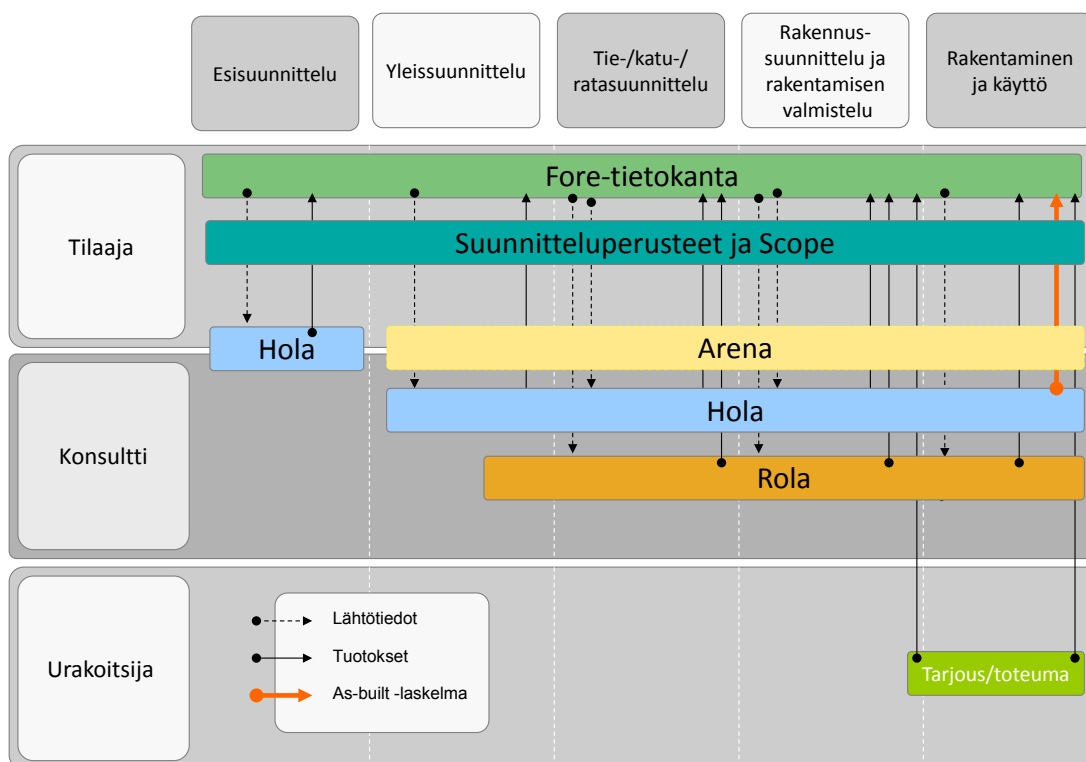 Esisuunnittelu
Yleissuunnittelu
Tie-/katu-/
ratasuunnittelu
Rakennus-
suunnittelu ja
rakentamisen
valmistelu
Rakentaminen
ja käyttö
Tilaaja
Fore-tietokanta
Suunnitteluperusteet ja Scope
Hola
Arena
Konsultti
Hola
Rola
Urakoitsija
Lähtötiedot
Tuotokset
As-built -laskelma
Tarjous/toteuma